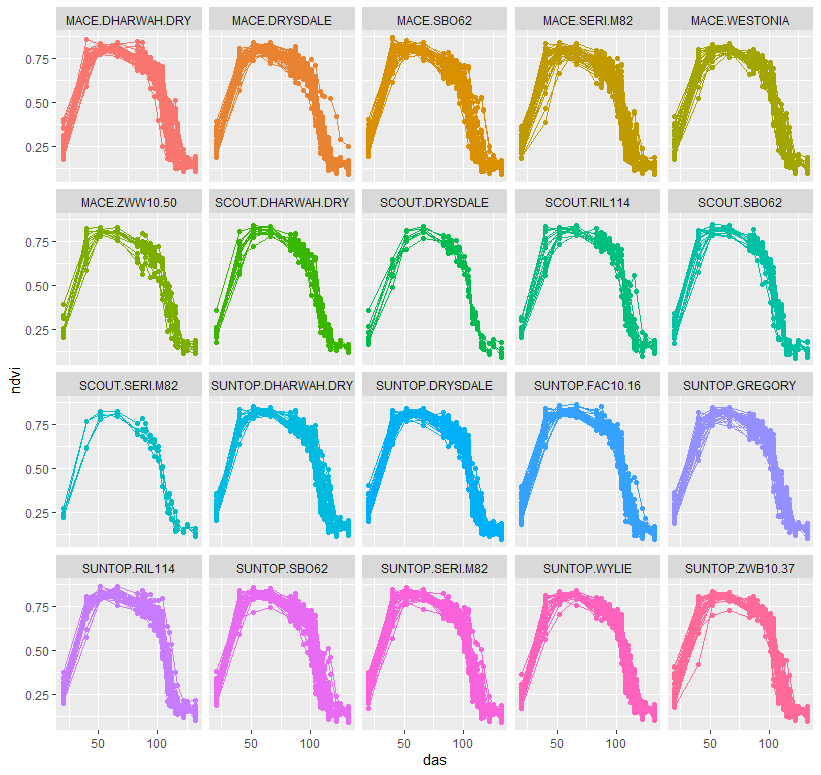 MACE.DHARWAH.DRY MACE.DRYSDALE MACE.SBO62 MACE.SERI.M82 MACE.WESTONIA
0.75
0.50
0.25
MACE.ZWW10.50 SCOUT.DHARWAH.DRY SCOUT.DRYSDALE SCOUT.RIL114 SCOUT.SBO62
0.75
0.50
0.25
ndvi
SCOUT.SERI.M82 SUNTOP.DHARWAH.DRY SUNTOP.DRYSDALE SUNTOP.FAC10.16 SUNTOP.GREGORY
0.75
0.50
0.25
SUNTOP.RIL114 SUNTOP.SBO62 SUNTOP.SERI.M82 SUNTOP.WYLIE SUNTOP.ZWB10.37
0.75
0.50
0.25
50 100 50 100 50 100 50 100 50 100
das